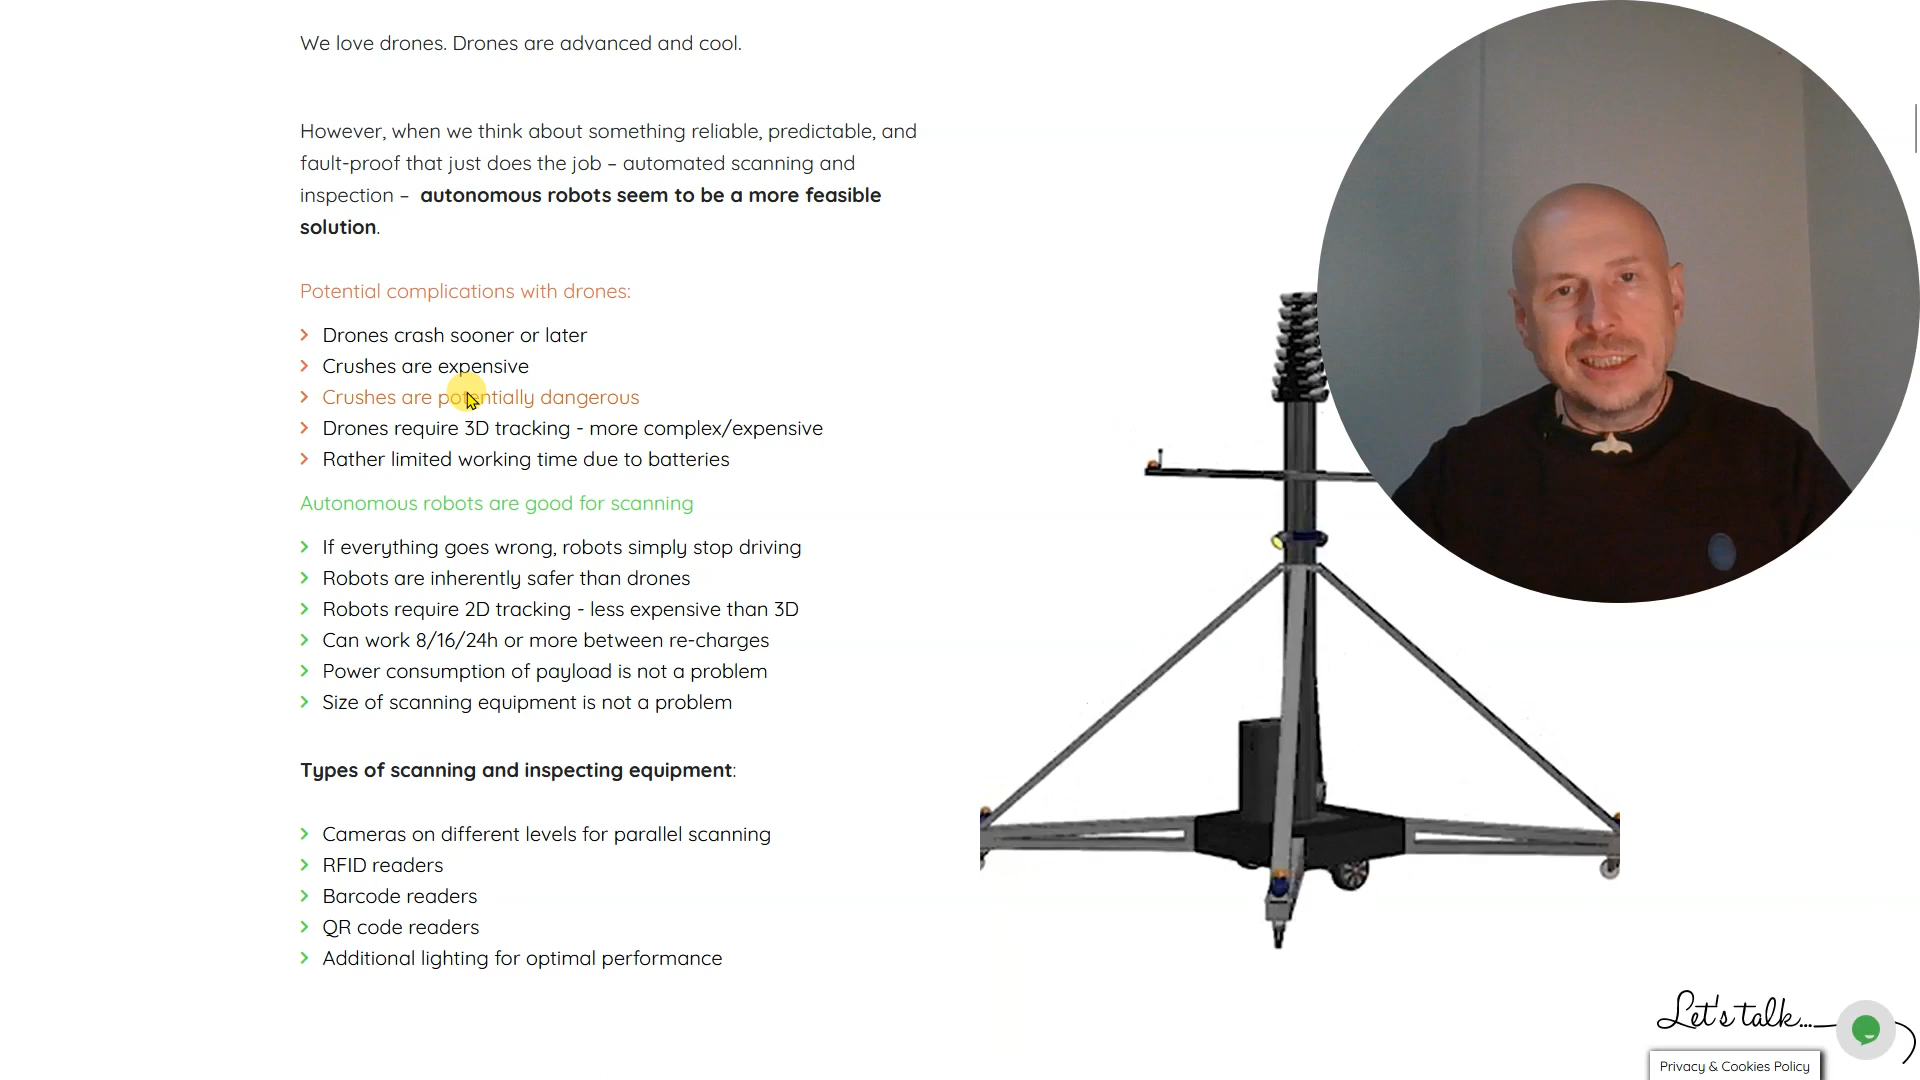 We love drones. Drones are advanced and cool.
However, when we think about something reliable, predictable, and
fault-proof that just does the job – automated scanning and
inspection – autonomous robots seem to be a more feasible
solution.
Potential complications with drones:
Drones crash sooner or later
Crushes are expensive
Crushes are potentially dangerous
Drones require 3D tracking - more complex/expensive
Rather limited working time due to batteries
Autonomous robots are good for scanning
If everything goes wrong, robots simply stop driving
Robots are inherently safer than drones
Robots require 2D tracking - less expensive than 3D
Can work 8/16/24h or more between re-charges
Power consumption of payload is not a problem
Size of scanning equipment is not a problem
Types of scanning and inspecting equipment:
Cameras on different levels for parallel scanning
RFID readers
Barcode readers
QR code readers
Additional lighting for optimal performance
Let's talk...
Privacy & Cookies Policy